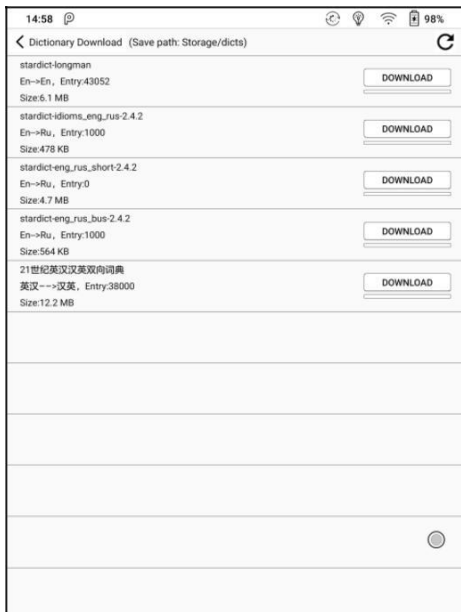 14:58 98%
Dictionary Download (Save path: Storage/dicts)
stardict-longman
En-->En, Entry:43052
DOWNLOAD
Size:6.1 MB
stardict-idioms_eng_rus-2.4.2
En-->Ru, Entry:1000
DOWNLOAD
Size:478 KB
stardict-eng_rus_short-2.4.2
En-->Ru, Entry:0
DOWNLOAD
Size:4.7 MB
stardict-eng_rus_bus-2.4.2
En-->Ru, Entry:1000
DOWNLOAD
Size:564 KB
21世纪英汉汉英双向词典
英汉-->汉英, Entry:38000
DOWNLOAD
Size:12.2 MB